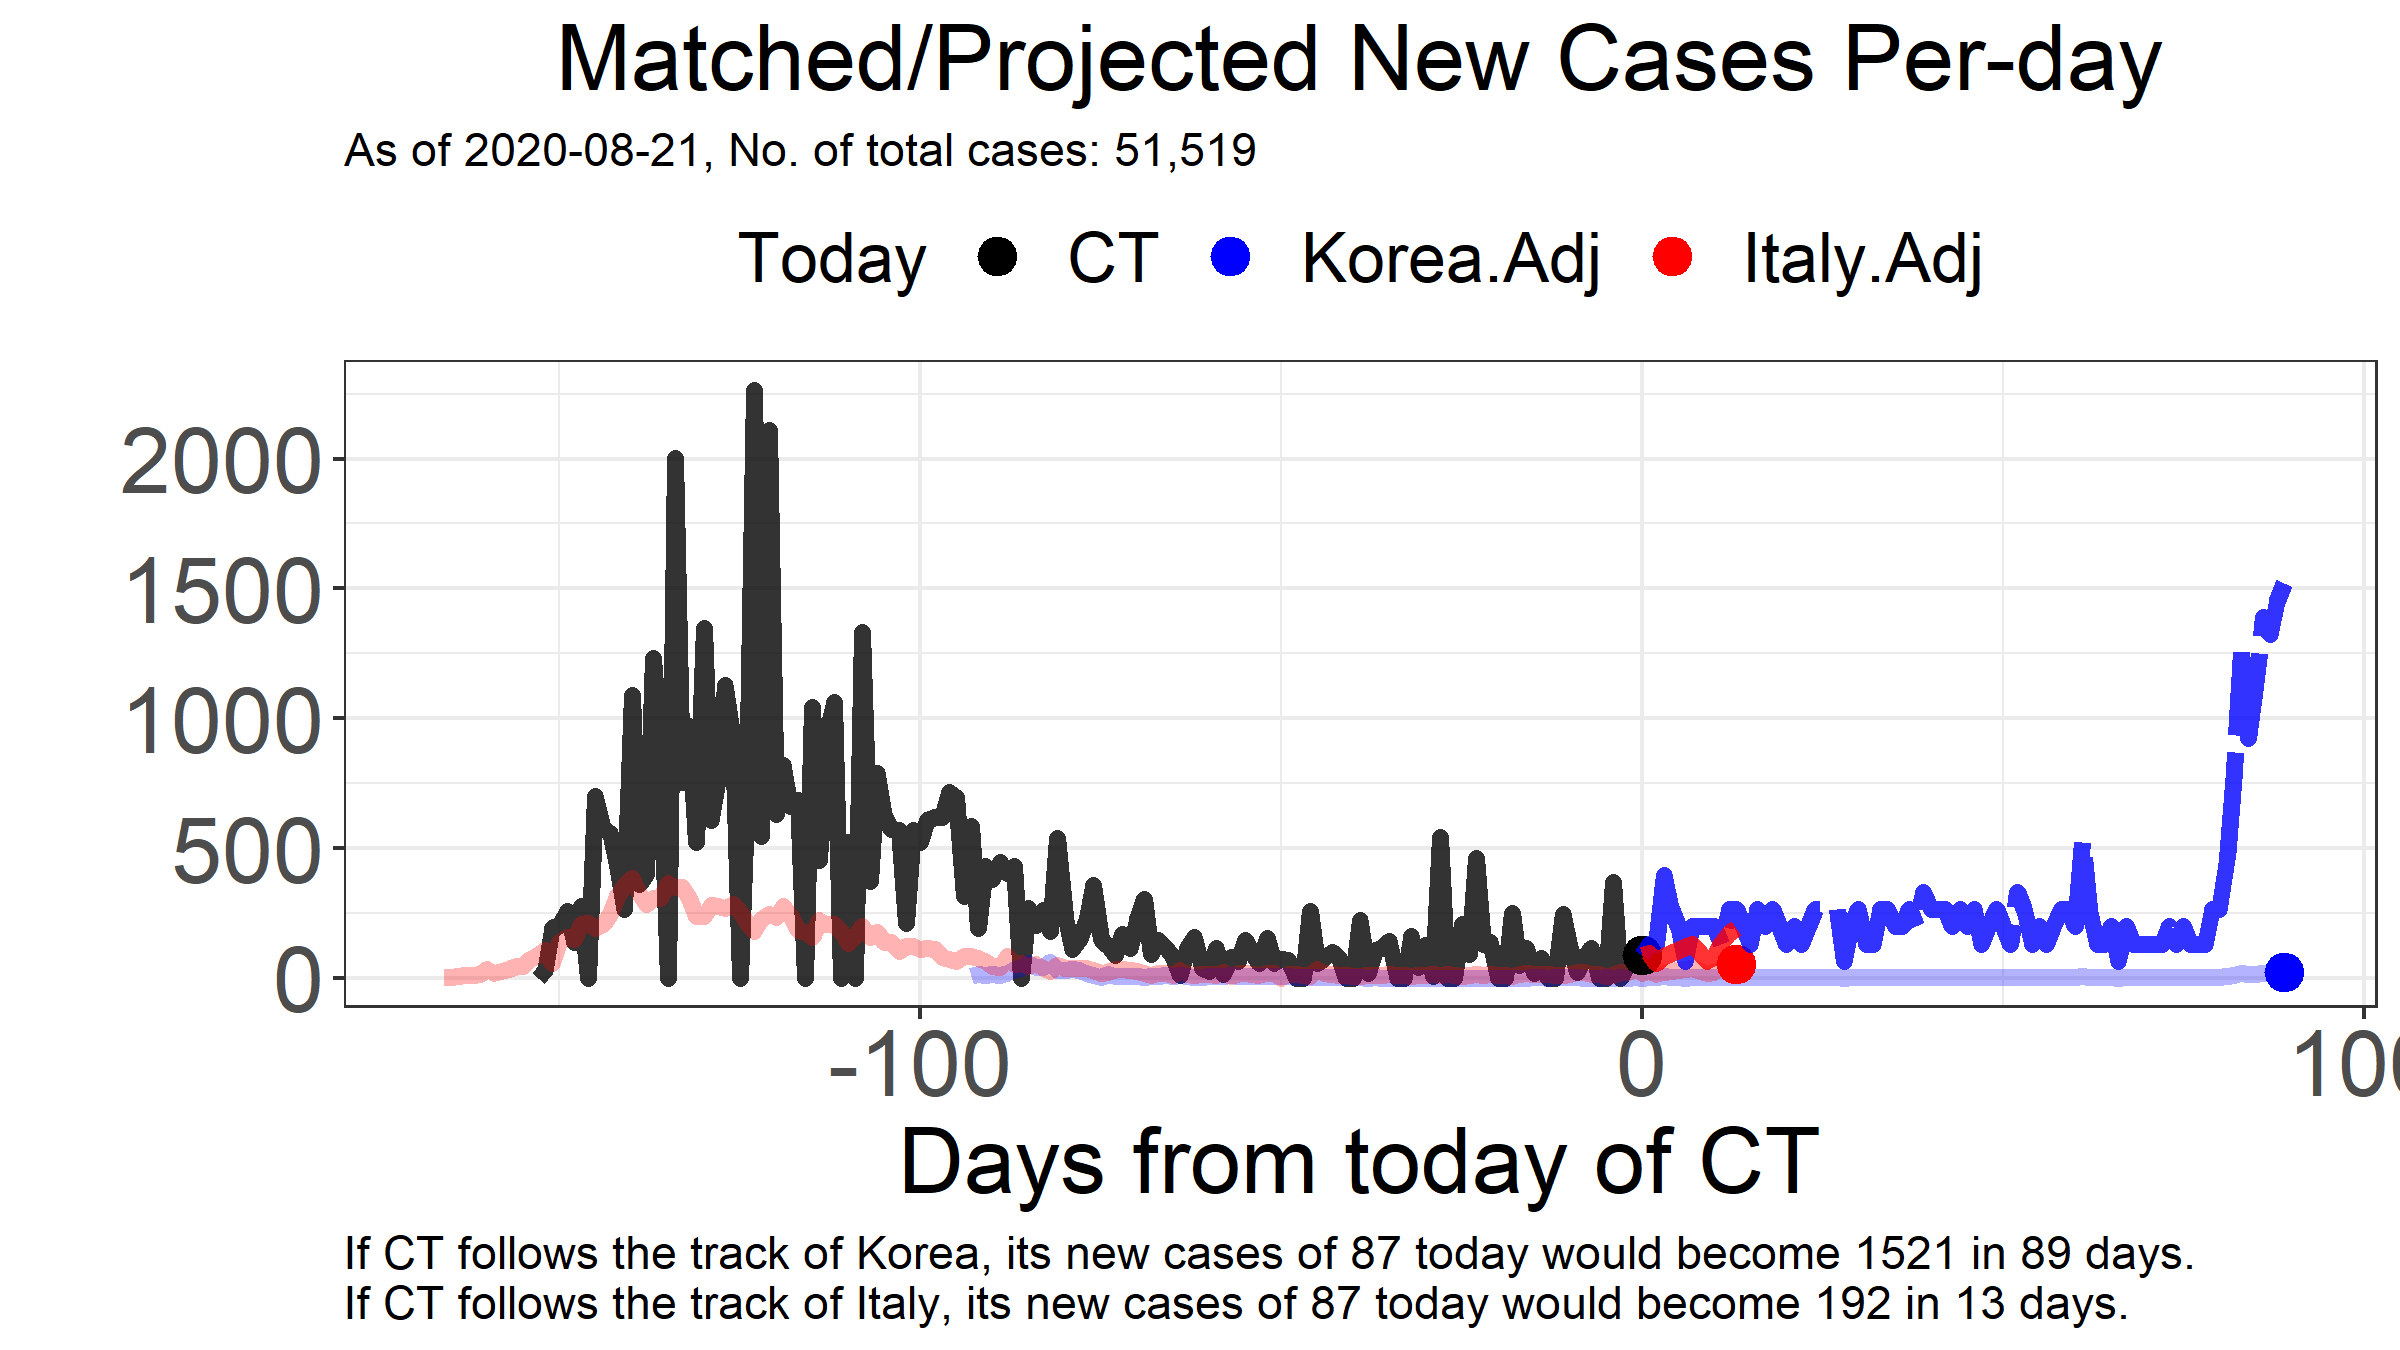 Matched/Projected New Cases Per-day
As of 2020-08-21, No. of total cases: 51,519
Today CT Korea.Adj Italy.Adj
2000
1500
1000
500
0
-100 0 100
Days from today of CT
If CT follows the track of Korea, its new cases of 87 today would become 1521 in 89 days.
If CT follows the track of Italy, its new cases of 87 today would become 192 in 13 days.